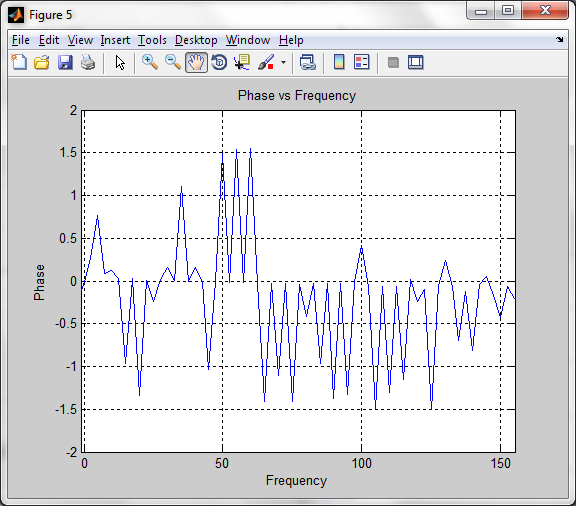 Figure 5
File Edit View Insert Tools Desktop Window Help
Phase vs Frequency
2
1.5
1
0.5
0
-0.5
-1
-1.5
-2
Phase
0 50 100 150
Frequency